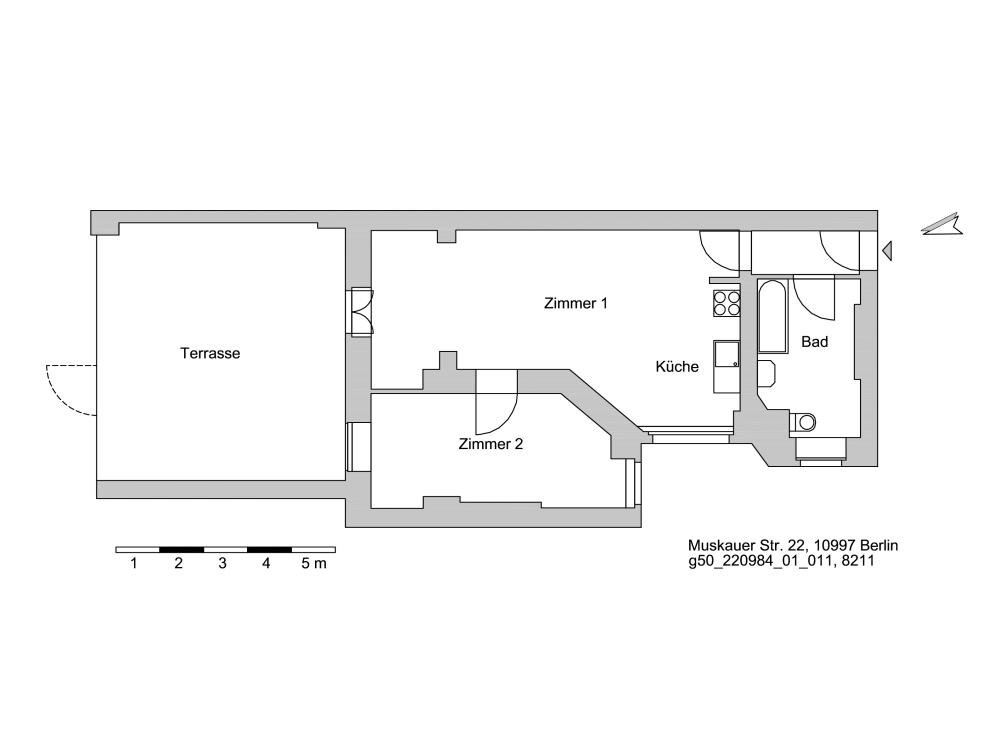 Zimmer 1
Terrasse
Bad
Küche
Zimmer 2
1 2 3 4 5 m
Muskauer Str. 22, 10997 Berlin
g50_220984_01_011, 8211